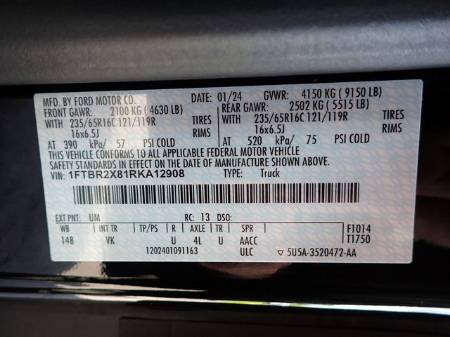 MFD. BY FORD MOTOR CO. 01/24 GVWR: 4150 KG ( 9150 LB)
FRONT GAWR: 2100 KG ( 4630 LB) REAR GAWR: 2502 KG ( 5515 LB)
WITH 235/65R16C 121/119R TIRES WITH 235/65R16C 121/119R TIRES
16x6.5J RIMS 16x6.5J RIMS
AT 390 kPa/ 57 PSI COLD AT 520 kPa/ 75 PSI COLD
THIS VEHICLE CONFORMS TO ALL APPLICABLE FEDERAL MOTOR VEHICLE
SAFETY STANDARDS IN EFFECT ON THE DATE OF MANUFACTURE SHOWN ABOVE.
VIN: 1FTBR2X81RKA12908 TYPE: Truck
EXT PNT: UM RC: 13 DSO:
WB INT TR TP/PS R AXLE TR SPR F1014
148 VK U 4L U AACC T1750
1202401091163 ULC 5U5A-3520472-AA